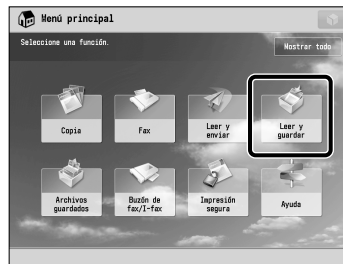 Menú principal
Seleccione una función.
Mostrar todo
Copia
Fax
Leer y
enviar
Leer y
guardar
Archivos
guardados
Buzón de
fax/I-fax
Impresión
segura
Ayuda